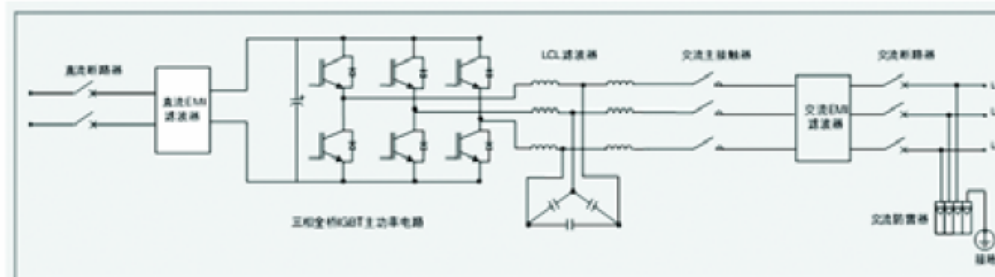 直流断路器
直流EMI
滤波器
三相全桥IGBT主功率电路
LCL滤波器
交流主接触器
交流EMI
滤波器
交流断路器
L
L
L
交流防雷器
接地